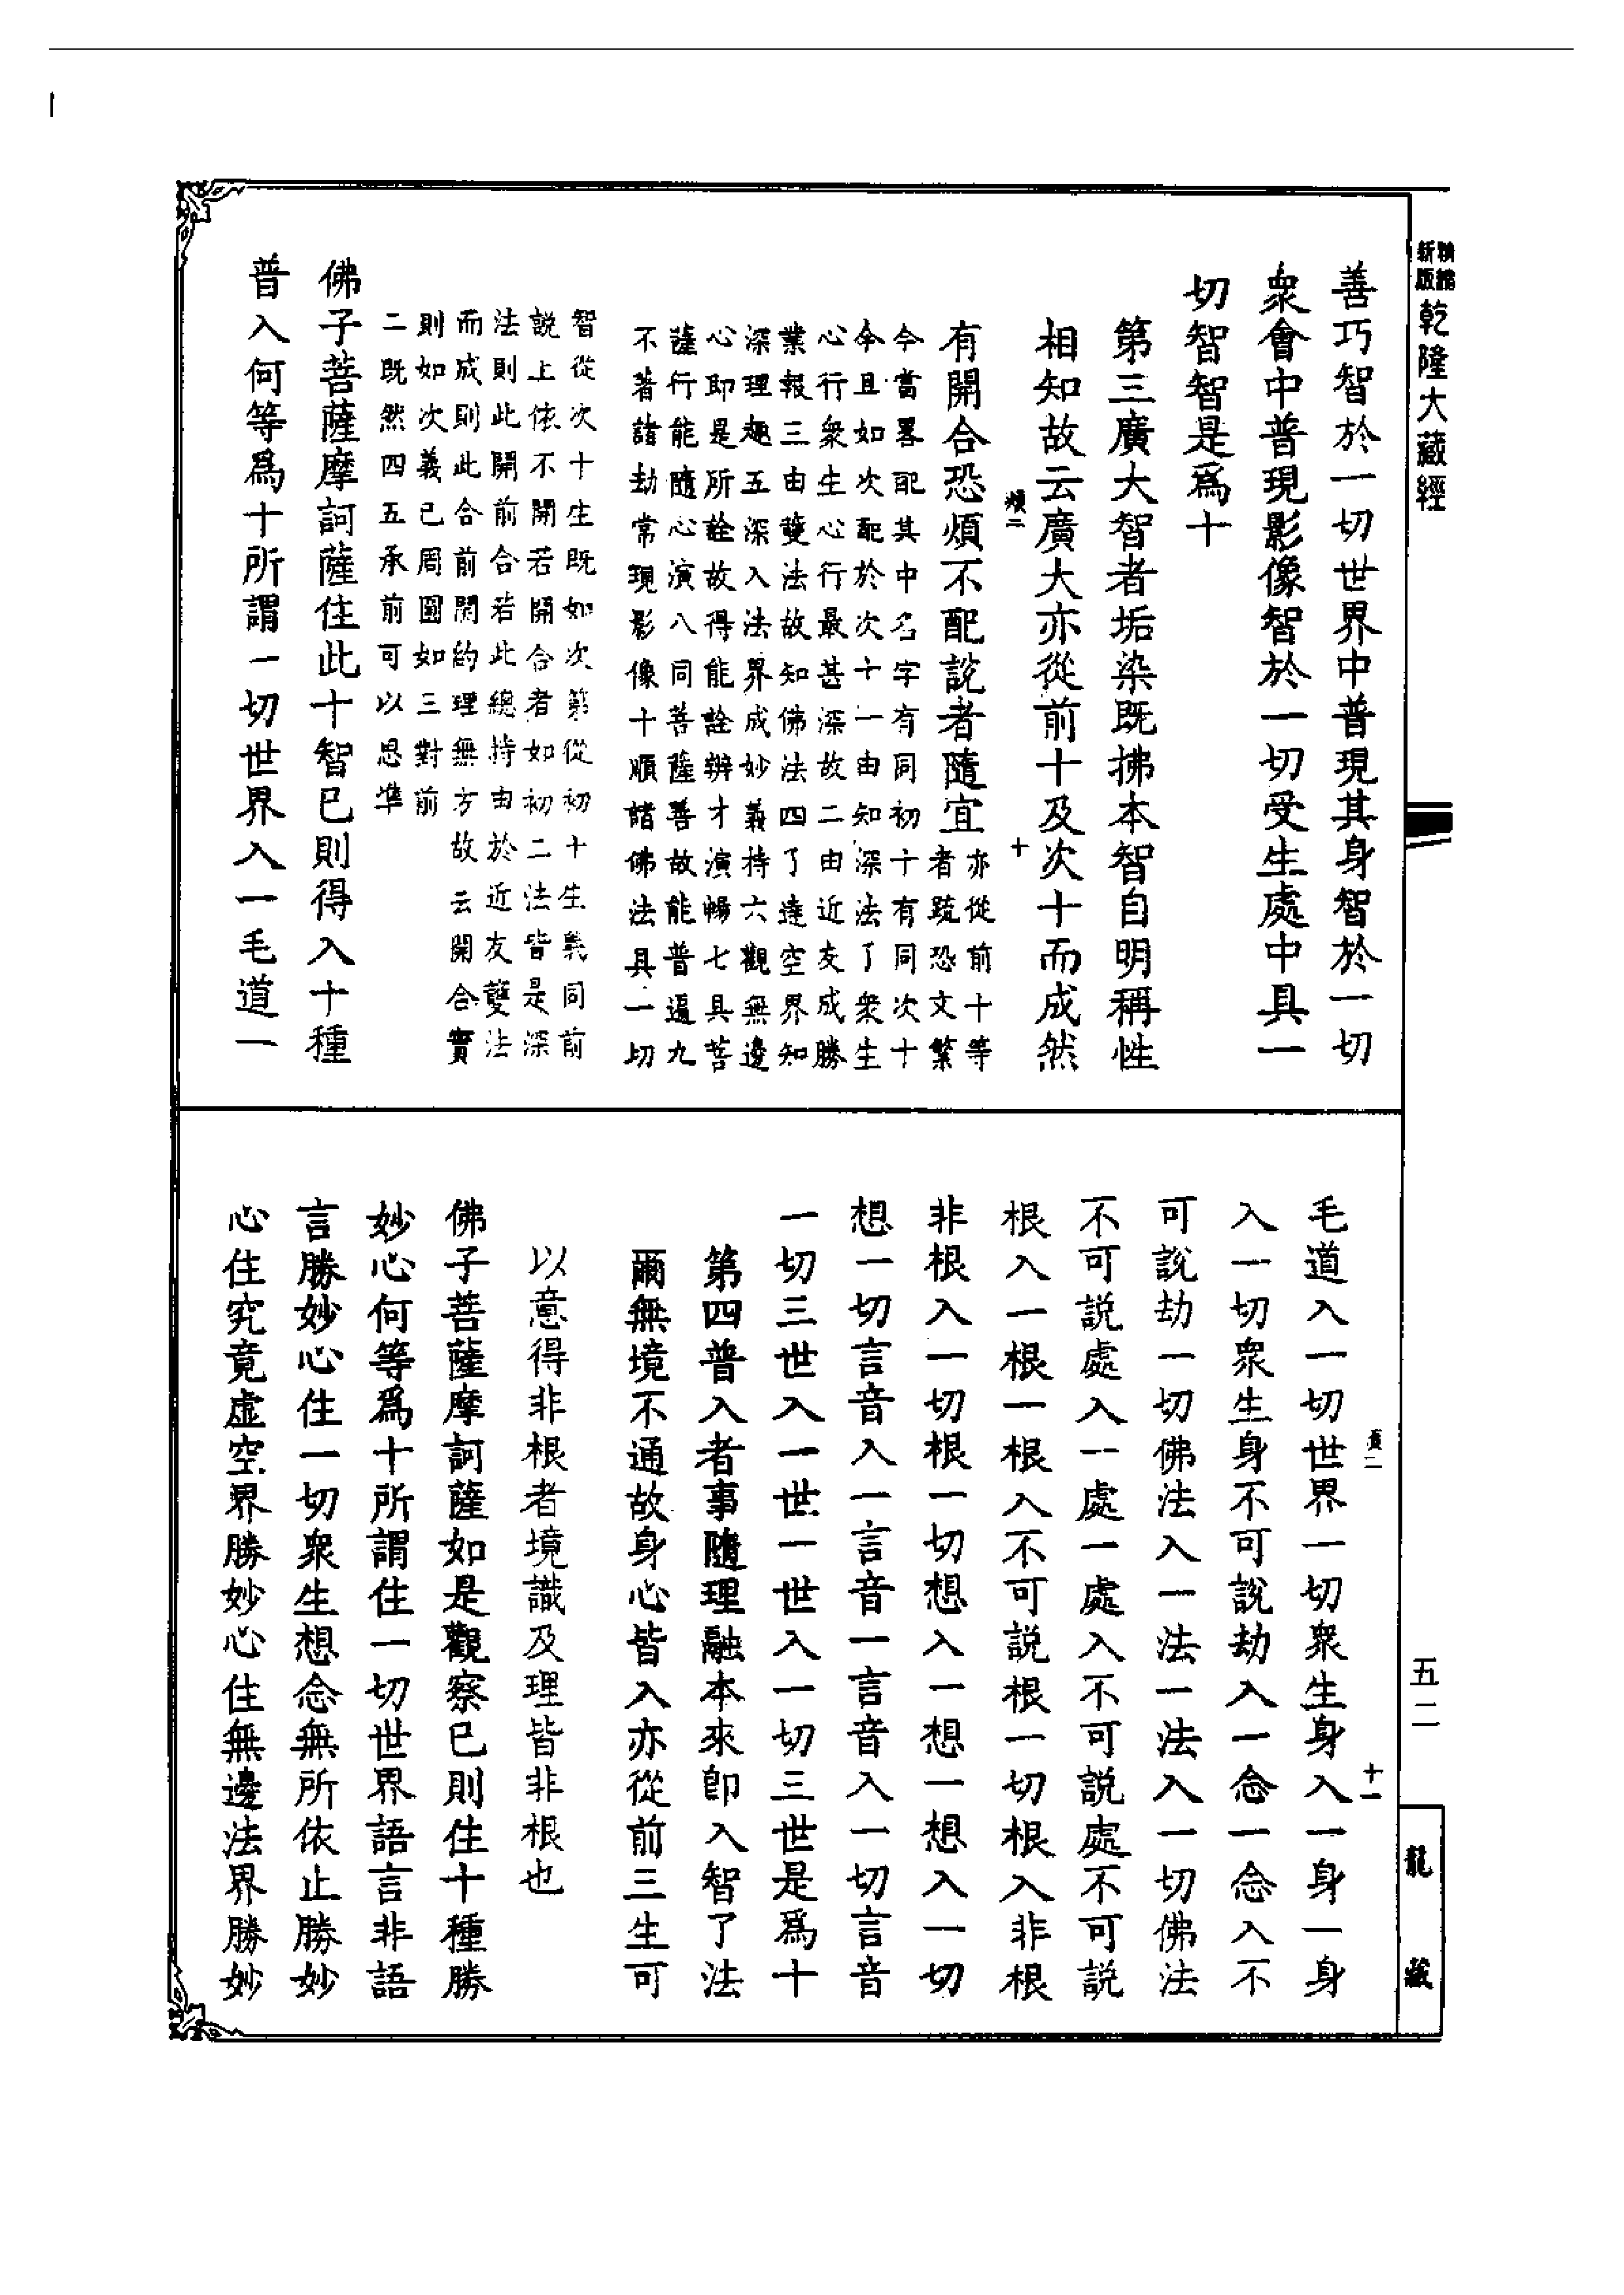 新編
新版
乾隆大藏經
善巧智於一切世界中普現其身智於一切
衆會中普現影像智於一切受生處中具一
切智智是爲十
第三廣大智者垢染既拂本智自明稱性
相知故云廣大亦從前十及次十而成然
十
有開合恐煩不配說者隨宜
亦從前十等
者䟽恐文繁
今當畧配其中名字有同初十有同次十
今且如次配於次十一由知深法了衆生
心行衆生心行最甚深故二由近友成勝
業報三由雙法故知佛法四了達空界知
深理趣五深入法界成妙義持六觀無邊
心即是所詮故得能詮辨才演暢七具菩
薩行能隨心演八同菩薩善故能普遍九
不著諸劫常現影像十順諸佛法具一切
智從次十生既如次第從初十生義同前
說上依不開若開合者如初二法皆是深
法則此開前合若此總持由於近友雙法
而成則此合前開約理無方故云開合實
則如次義已周圓如三對前
二既然四五承前可以思準
佛子菩薩摩訶薩住此十智已則得入十種
普入何等爲十所謂一切世界入一毛道一
毛道入一切世界一切衆生身入一身一身
入一切衆生身不可說劫入一念一念入不
可說劫一切佛法入一法一法入一切佛法
不可說處入一處一處入不可說處不可說
根入一根一根入不可說根一切根入非根
非根入一切根一切想入一想一想入一切
想一切言音入一言音一言音入一切言音
一切三世入一世一世入一切三世是爲十
第四普入者事隨理融本來即入智了法
爾無境不通故身心皆入亦從前三生可
以意得非根者境識及理皆非根也
佛子菩薩摩訶薩如是觀察已則住十種勝
妙心何等爲十所謂住一切世界語言非語
言勝妙心住一切衆生想念無所依止勝妙
心住究竟虛空界勝妙心住無邊法界勝妙
十一
五二
龍藏